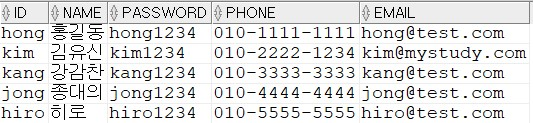 ID NAME PASSWORD PHONE EMAIL
hong 홍길동 hong1234 010-1111-1111 hong@test.com
kim 김유신 kim1234 010-2222-1234 kim@mystudy.com
kang 강감찬 kang1234 010-3333-3333 kang@test.com
jong 종대의 jong1234 010-4444-4444 jong@test.com
hiro 히로 hiro1234 010-5555-5555 hiro@test.com